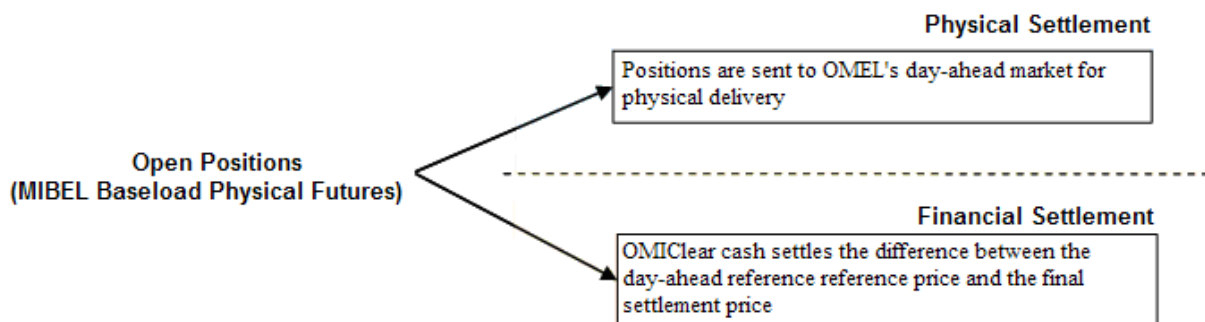 Physical Settlement
Positions are sent to OMEL's day-ahead market for
physical delivery
Open Positions
(MIBEL Baseload Physical Futures)
Financial Settlement
OMIClear cash settles the difference between the
day-ahead reference reference price and the final
settlement price